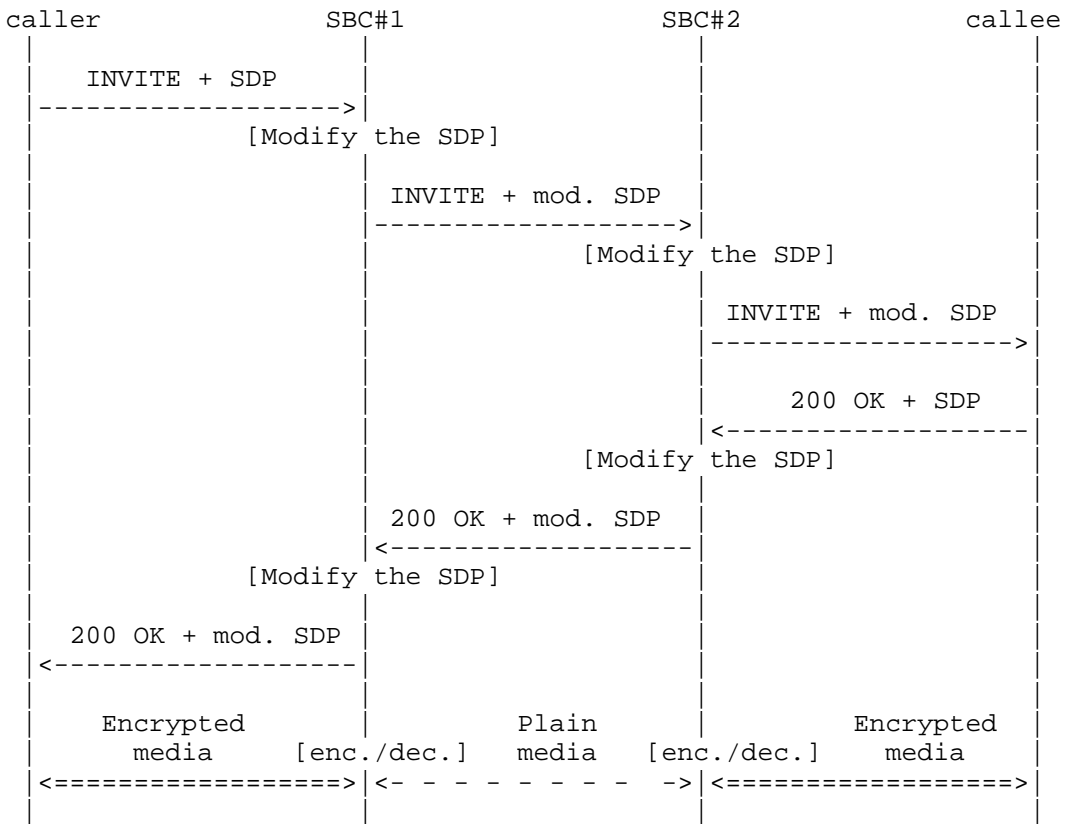 caller SBC#1 SBC#2 callee
INVITE + SDP
[Modify the SDP]
INVITE + mod. SDP
[Modify the SDP]
INVITE + mod. SDP
200 OK + SDP
[Modify the SDP]
200 OK + mod. SDP
[Modify the SDP]
200 OK + mod. SDP
Encrypted Plain Encrypted
media [enc./dec.] media [enc./dec.] media